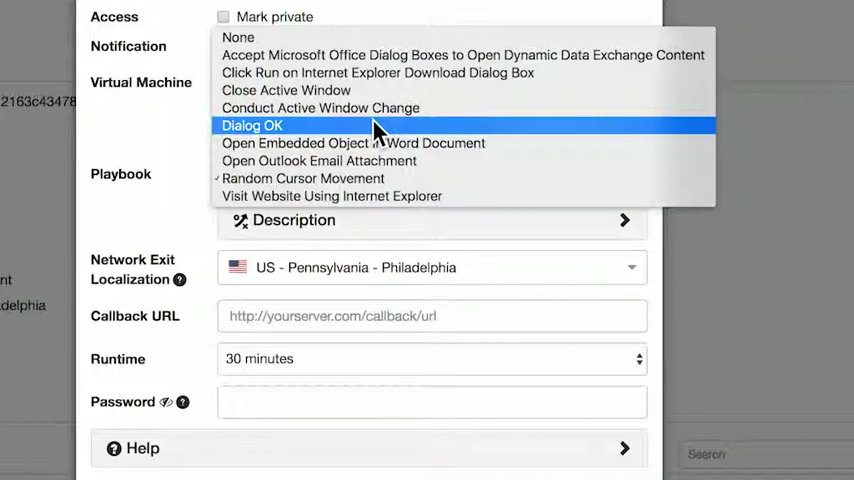 Access
Mark private
Notification
None
Accept Microsoft Office Dialog Boxes to Open Dynamic Data Exchange Content
Click Run on Internet Explorer Download Dialog Box
Virtual Machine
Close Active Window
2163c43478
Conduct Active Window Change
Dialog OK
Open Embedded Object in Word Document
Open Outlook Email Attachment
Playbook
✓ Random Cursor Movement
Visit Website Using Internet Explorer
Description
Network Exit
Localization
US - Pennsylvania - Philadelphia
nt
adelphia
Callback URL
http://yourserver.com/callback/url
Runtime
30 minutes
Password
Help
Search